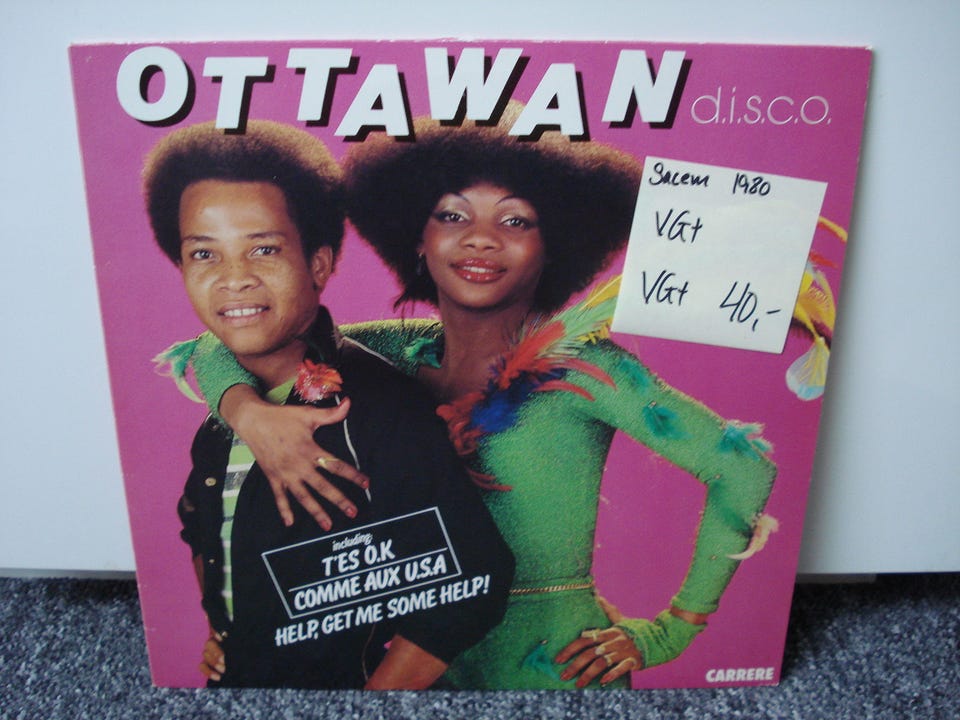 OTTAWAN d.i.s.c.o.
Sacem 1980
VG+
VG+ 40,-
including:
T'ES O.K
COMME AUX U.S.A
HELP, GET ME SOME HELP!
CARRERE